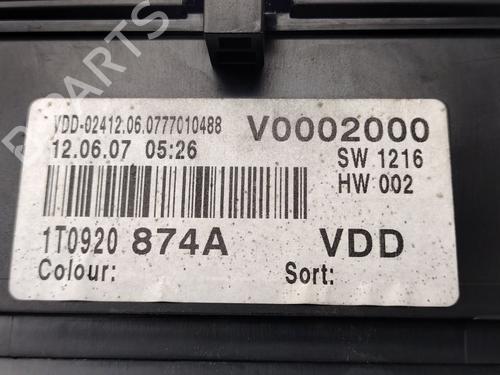 B PARTS
VDD-02412.06.0777010488 V0002000
12.06.07 05:26 SW 1216
HW 002
1T0920 874A VDD
Colour: Sort: